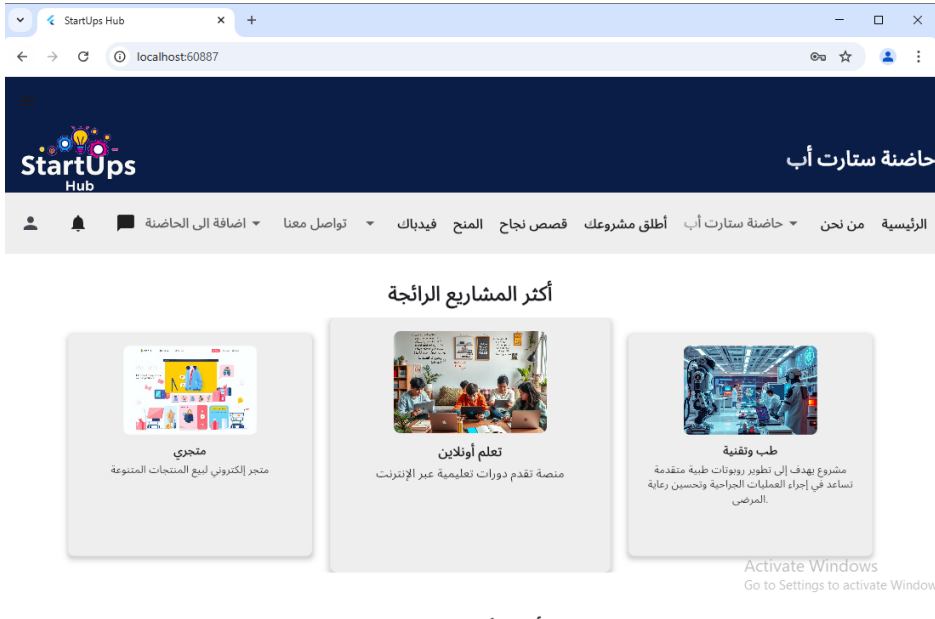 StartUps Hub
localhost:60887
StartUps
Hub
حاضنة ستارت أب
الرئيسية من نحن حاضنة ستارت أب أطلق مشروعك قصص نجاح المنح فيدباك تواصل معنا اضافة الى الحاضنة
أكثر المشاريع الرائجة
طب وتقنية
مشروع يهدف إلى تطوير روبوتات طبية متقدمة
تساعد في إجراء العمليات الجراحية وتحسين رعاية
.المرضى
تعلم أونلاين
منصة تقدم دورات تعليمية عبر الإنترنت
متجري
متجر إلكتروني لبيع المنتجات المتنوعة
Activate Windows
Go to Settings to activate Window